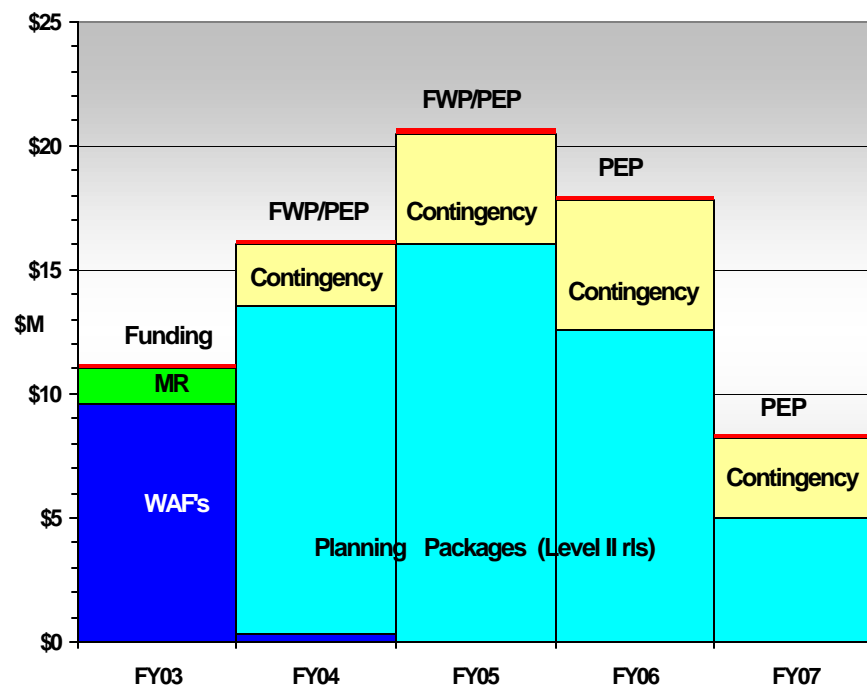 $25
FWP/PEP
$20
PEP
FWP/PEP
Contingency
$15
Contingency
Contingency
$M
Funding
MR
$10
PEP
Contingency
WAF's
$5
Planning Packages (Level II rls)
$0
FY03 FY04 FY05 FY06 FY07